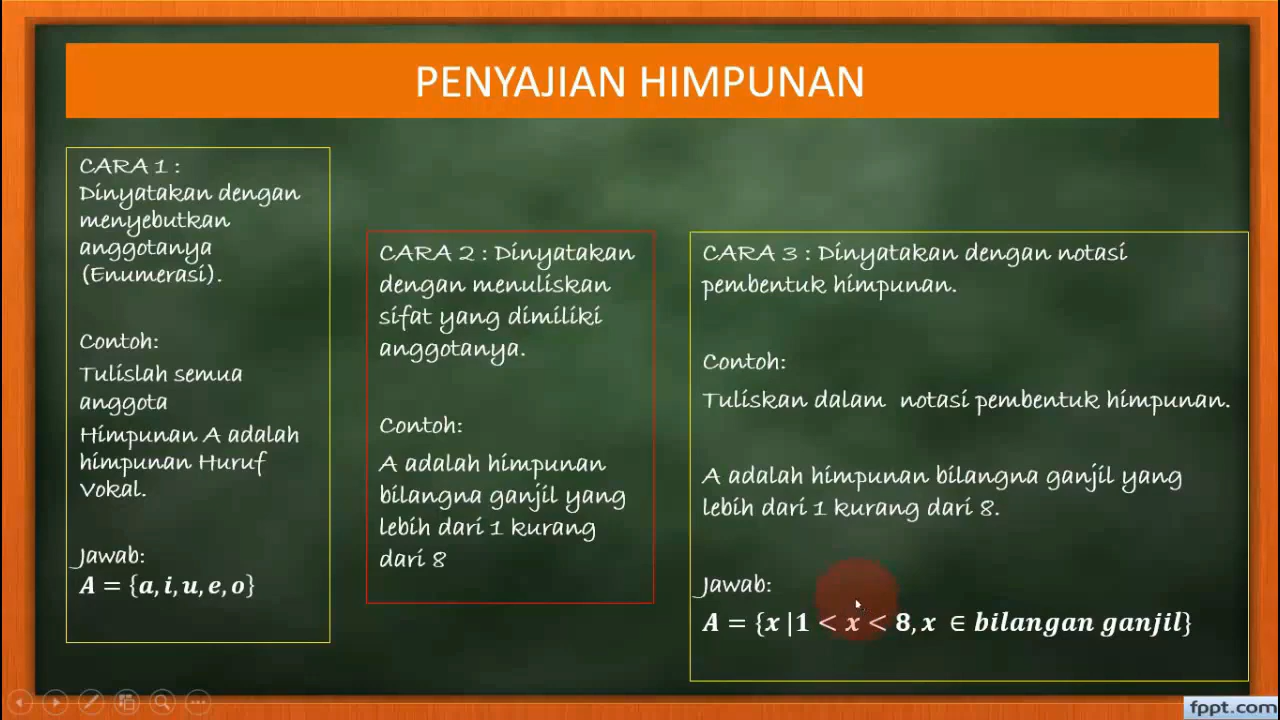 PENYAJIAN HIMPUNAN
CARA 1 :
Dinyatakan dengan
menyebutkan
anggotanya
(Enumerasi).
Contoh:
Tulislah semua
anggota
Himpunan A adalah
himpunan Huruf
Vokal.
Jawab:
A = {a, i, u, e, o}
CARA 2 : Dinyatakan
dengan menuliskan
sifat yang dimiliki
anggotanya.
Contoh:
A adalah himpunan
bilangna ganjil yang
lebih dari 1 kurang
dari 8
CARA 3 : Dinyatakan dengan notasi
pembentuk himpunan.
Contoh:
Tuliskan dalam notasi pembentuk himpunan.
A adalah himpunan bilangna ganjil yang
lebih dari 1 kurang dari 8.
Jawab:
A = {x |1 < x < 8, x ∈ bilangan ganjil}
fppt.com